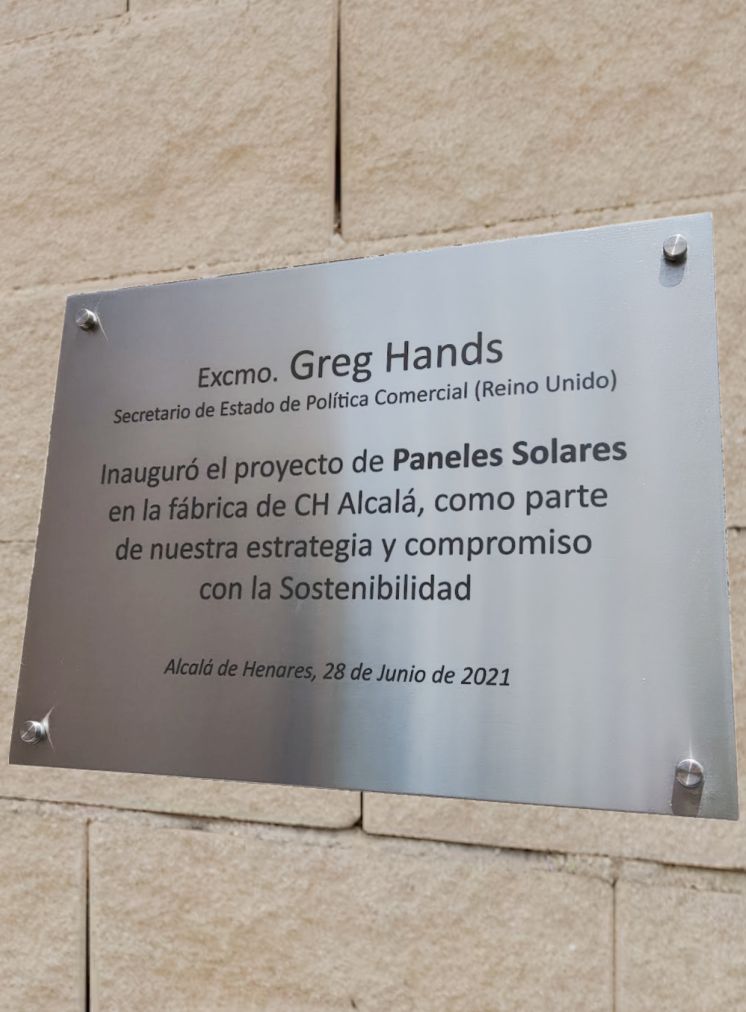 Excmo. Greg Hands
Secretario de Estado de Política Comercial (Reino Unido)
Inauguró el proyecto de Paneles Solares
en la fábrica de CH Alcalá, como parte
de nuestra estrategia y compromiso
con la Sostenibilidad
Alcalá de Henares, 28 de Junio de 2021